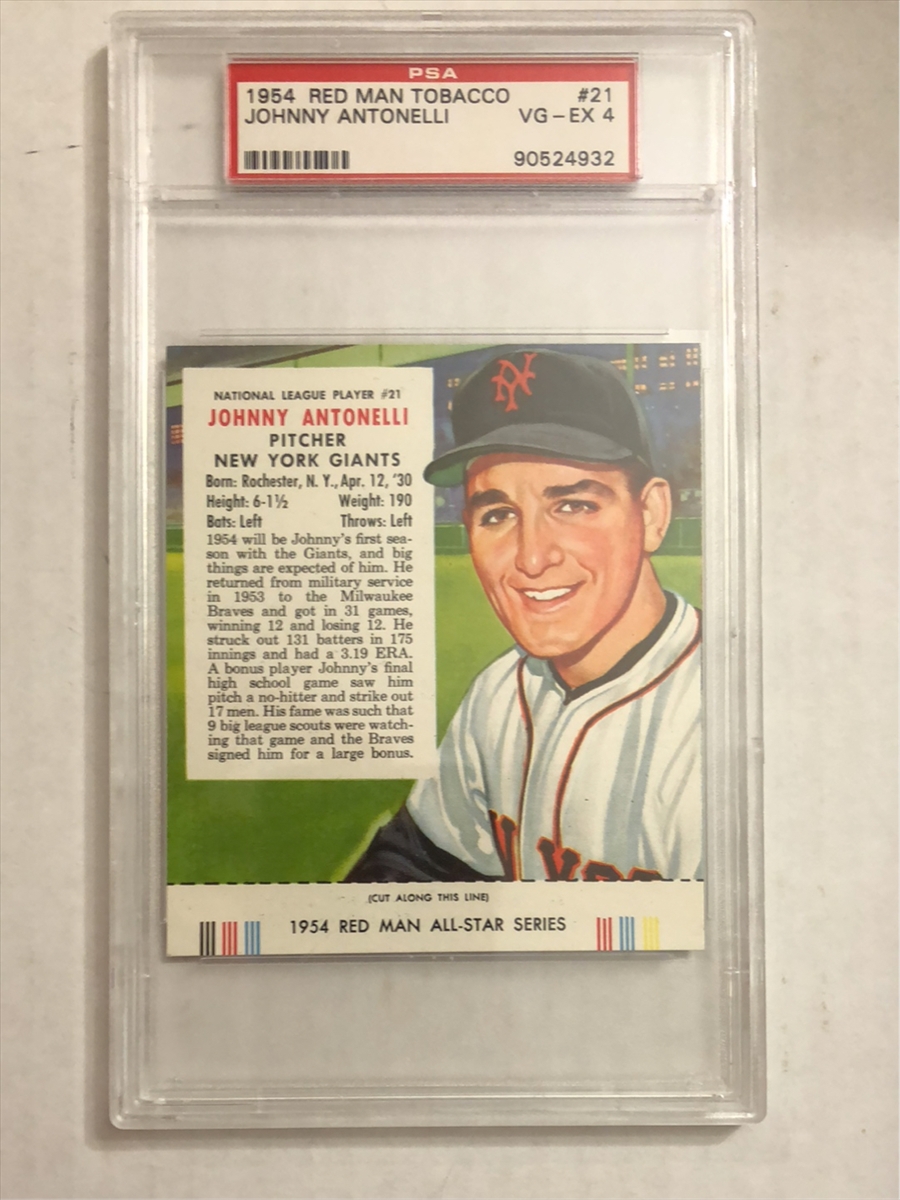 PSA
1954 RED MAN TOBACCO #21
JOHNNY ANTONELLI VG-EX 4
90524932
NATIONAL LEAGUE PLAYER #21
JOHNNY ANTONELLI
PITCHER
NEW YORK GIANTS
Born: Rochester, N. Y., Apr. 12, '30
Height: 6-1½ Weight: 190
Bats: Left Throws: Left
1954 will be Johnny's first sea-
son with the Giants, and big
things are expected of him. He
returned from military service
in 1953 to the Milwaukee
Braves and got in 31 games,
winning 12 and losing 12. He
struck out 131 batters in 175
innings and had a 3.19 ERA.
A bonus player Johnny's final
high school game saw him
pitch a no-hitter and strike out
17 men. His fame was such that
9 big league scouts were watch-
ing that game and the Braves
signed him for a large bonus.
NY
(CUT ALONG THIS LINE)
1954 RED MAN ALL-STAR SERIES